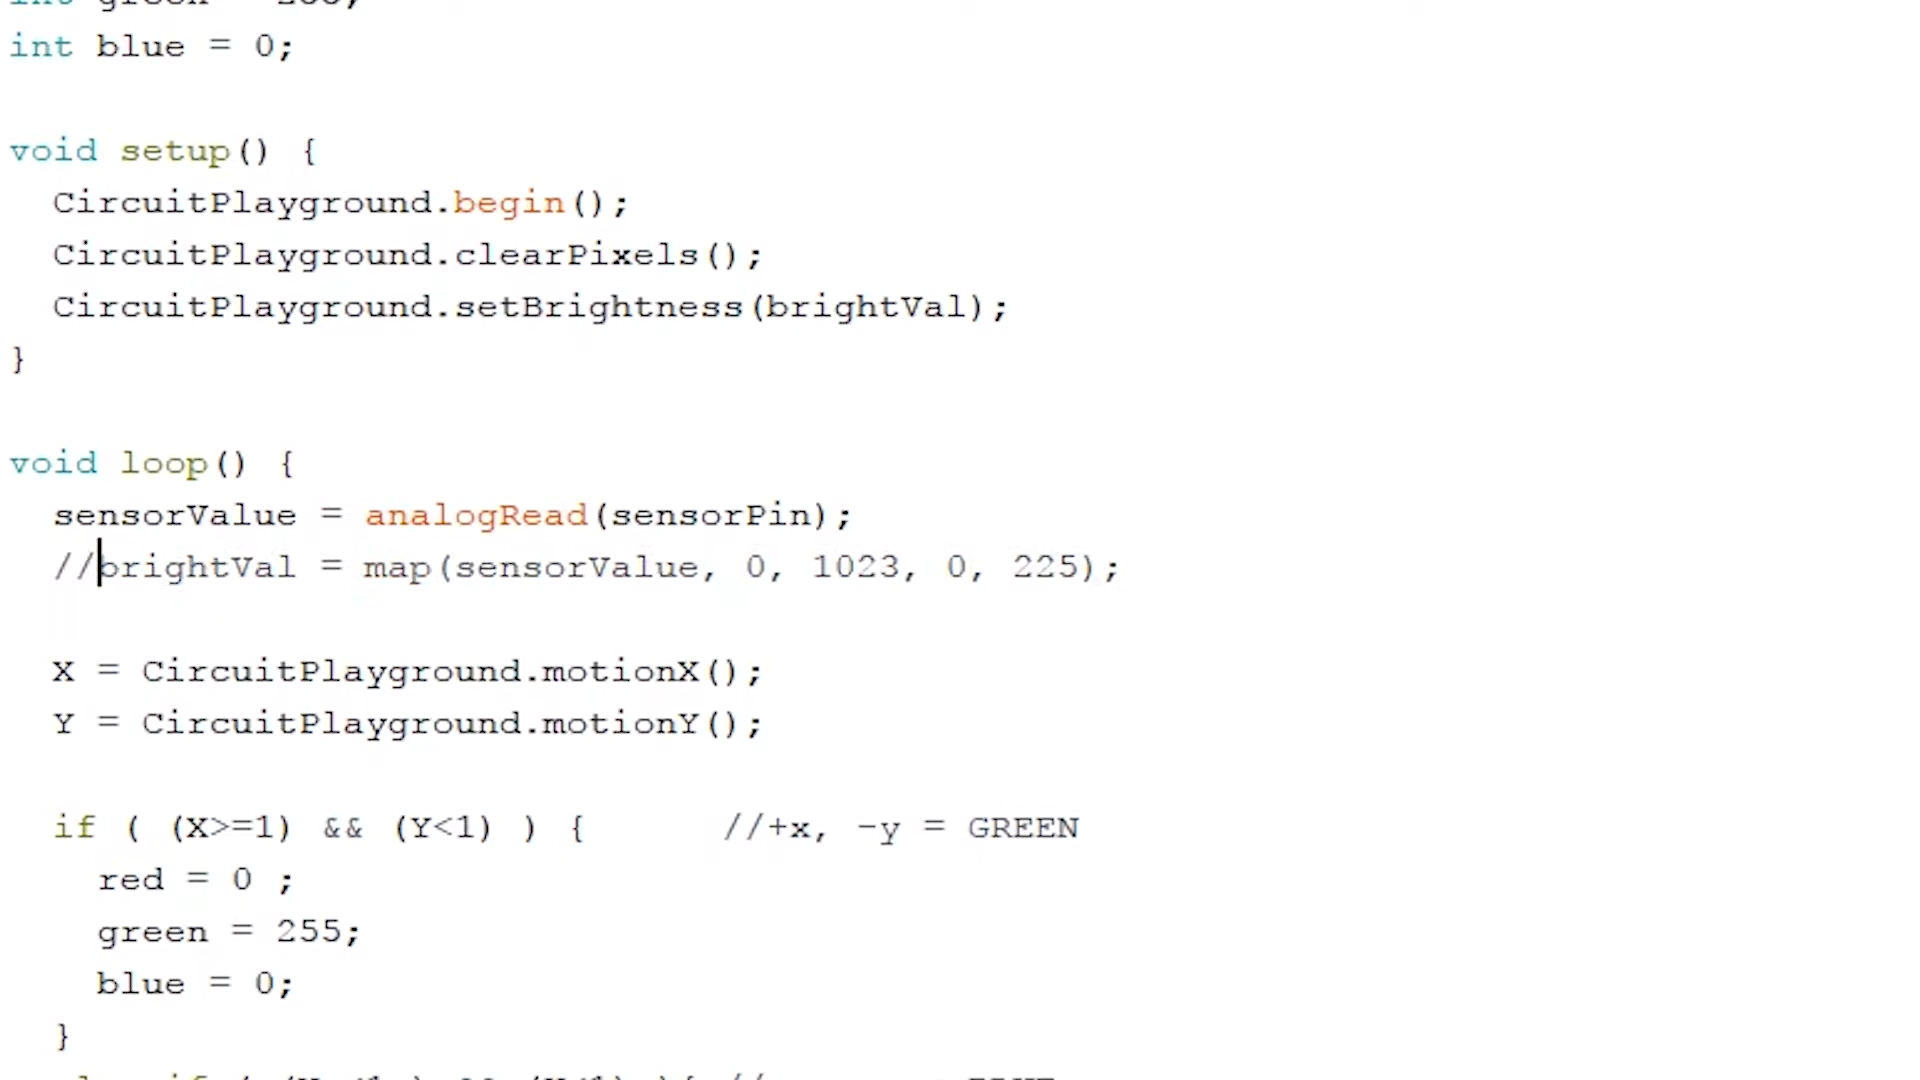 int blue = 0;
void setup() {
CircuitPlayground.begin();
CircuitPlayground.clearPixels();
CircuitPlayground.setBrightness(brightVal);
}
void loop() {
sensorValue = analogRead(sensorPin);
//brightVal = map(sensorValue, 0, 1023, 0, 225);
X = CircuitPlayground.motionX();
Y = CircuitPlayground.motionY();
if ( (X>=1) && (Y<1) ) {      //+x, -y = GREEN
red = 0 ;
green = 255;
blue = 0;
}